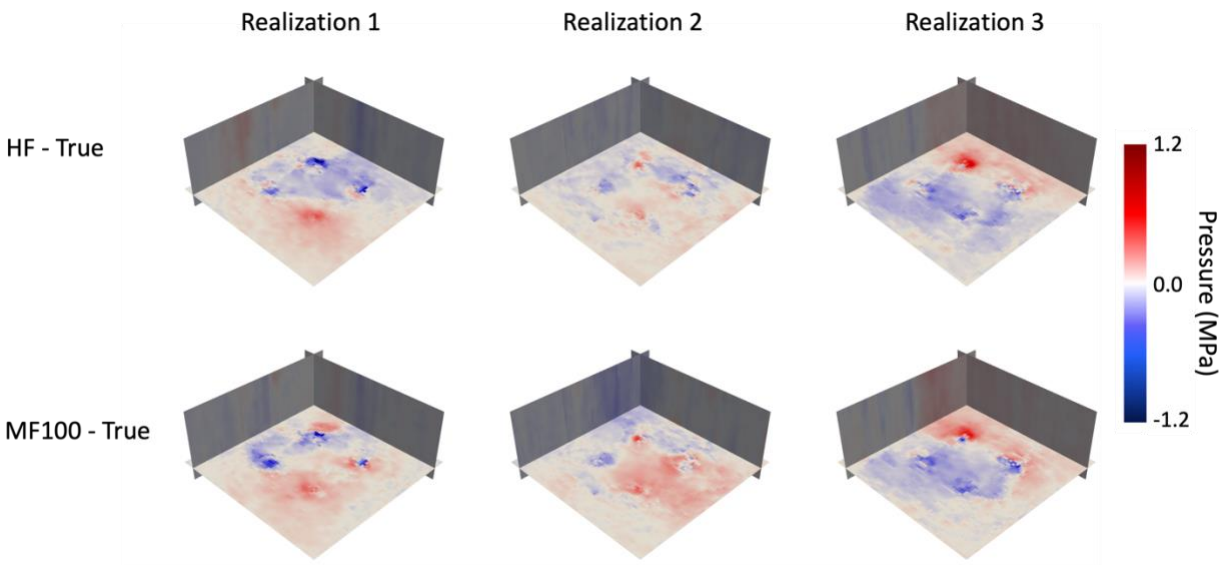 Realization 1
Realization 2
Realization 3
HF - True
1.2
0.0
Pressure (MPa)
-1.2
MF100 - True